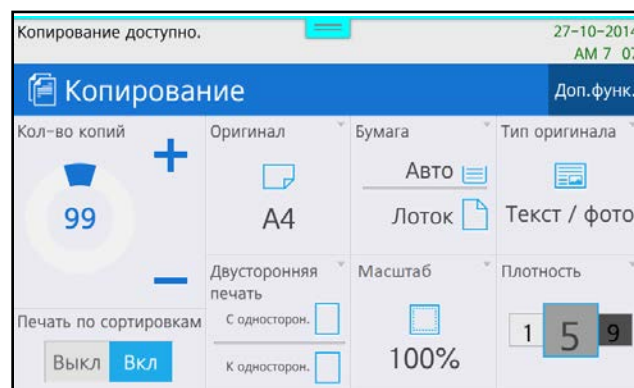 Копирование доступно.
27-10-2014
AM 7 07
Копирование
Доп.функ.
Кол-во копий
+
99
−
Печать по сортировкам
Выкл Вкл
Оригинал
A4
Бумага
Авто
Лоток
Тип оригинала
Текст / фото
Двусторонняя
печать
С односторон.
К односторон.
Масштаб
100%
Плотность
1 5 9